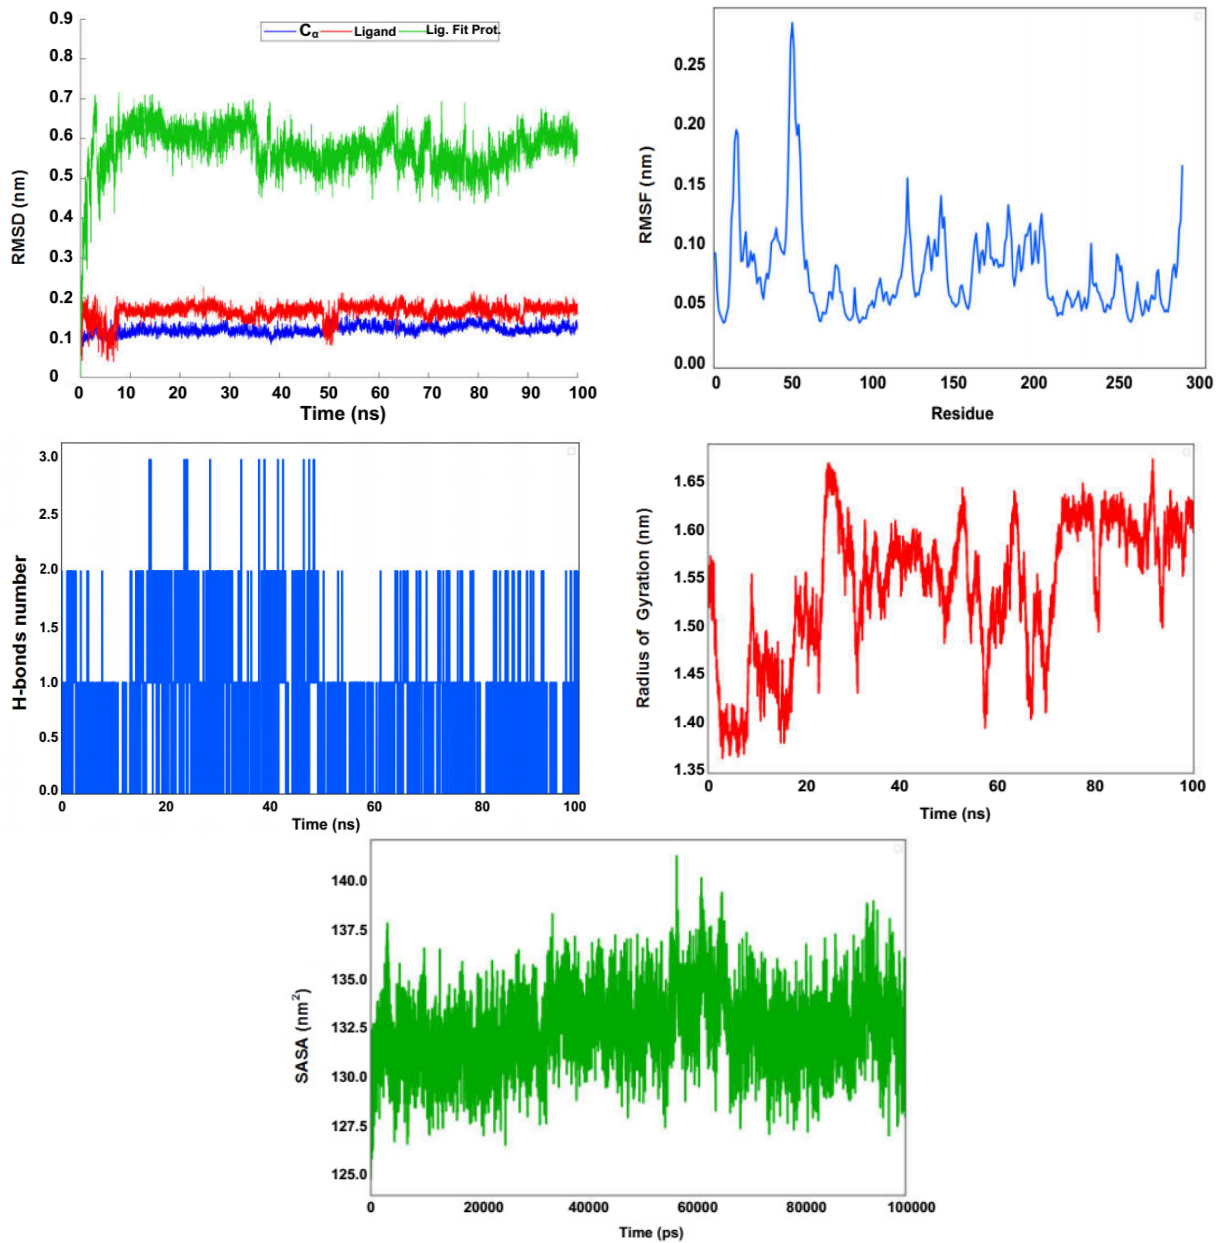 0.9
0.8
0.7
0.6
0.5
0.4
0.3
0.2
0.1
0
RMSD (nm)
Cα Ligand Lig. Fit Prot.
0 10 20 30 40 50 60 70 80 90 100
Time (ns)
0.25
0.20
0.15
0.10
0.05
0.00
RMSF (nm)
0 50 100 150 200 250 300
Residue
3.0
2.5
2.0
1.5
1.0
0.5
0.0
H-bonds number
0 20 40 60 80 100
Time (ns)
1.65
1.60
1.55
1.50
1.45
1.40
1.35
Radius of Gyration (nm)
0 20 40 60 80 100
Time (ns)
140.0
137.5
135.0
132.5
130.0
127.5
125.0
SASA (nm²)
0 20000 40000 60000 80000 100000
Time (ps)